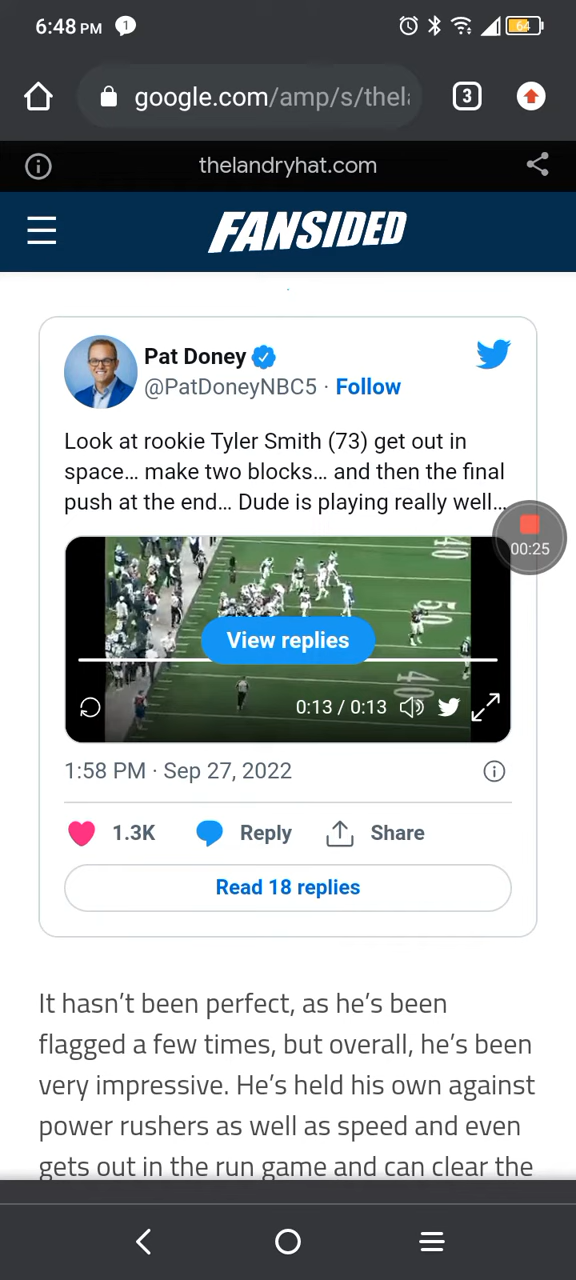 6:48 PM 1
64
google.com/amp/s/thel
3
thelandryhat.com
FANSIDED
Pat Doney
@PatDoneyNBC5 · Follow
Look at rookie Tyler Smith (73) get out in
space... make two blocks... and then the final
push at the end... Dude is playing really well...
00:25
40
50
View replies
40
0:13 / 0:13
1:58 PM · Sep 27, 2022
1.3K Reply Share
Read 18 replies
It hasn't been perfect, as he's been
flagged a few times, but overall, he's been
very impressive. He's held his own against
power rushers as well as speed and even
gets out in the run game and can clear the